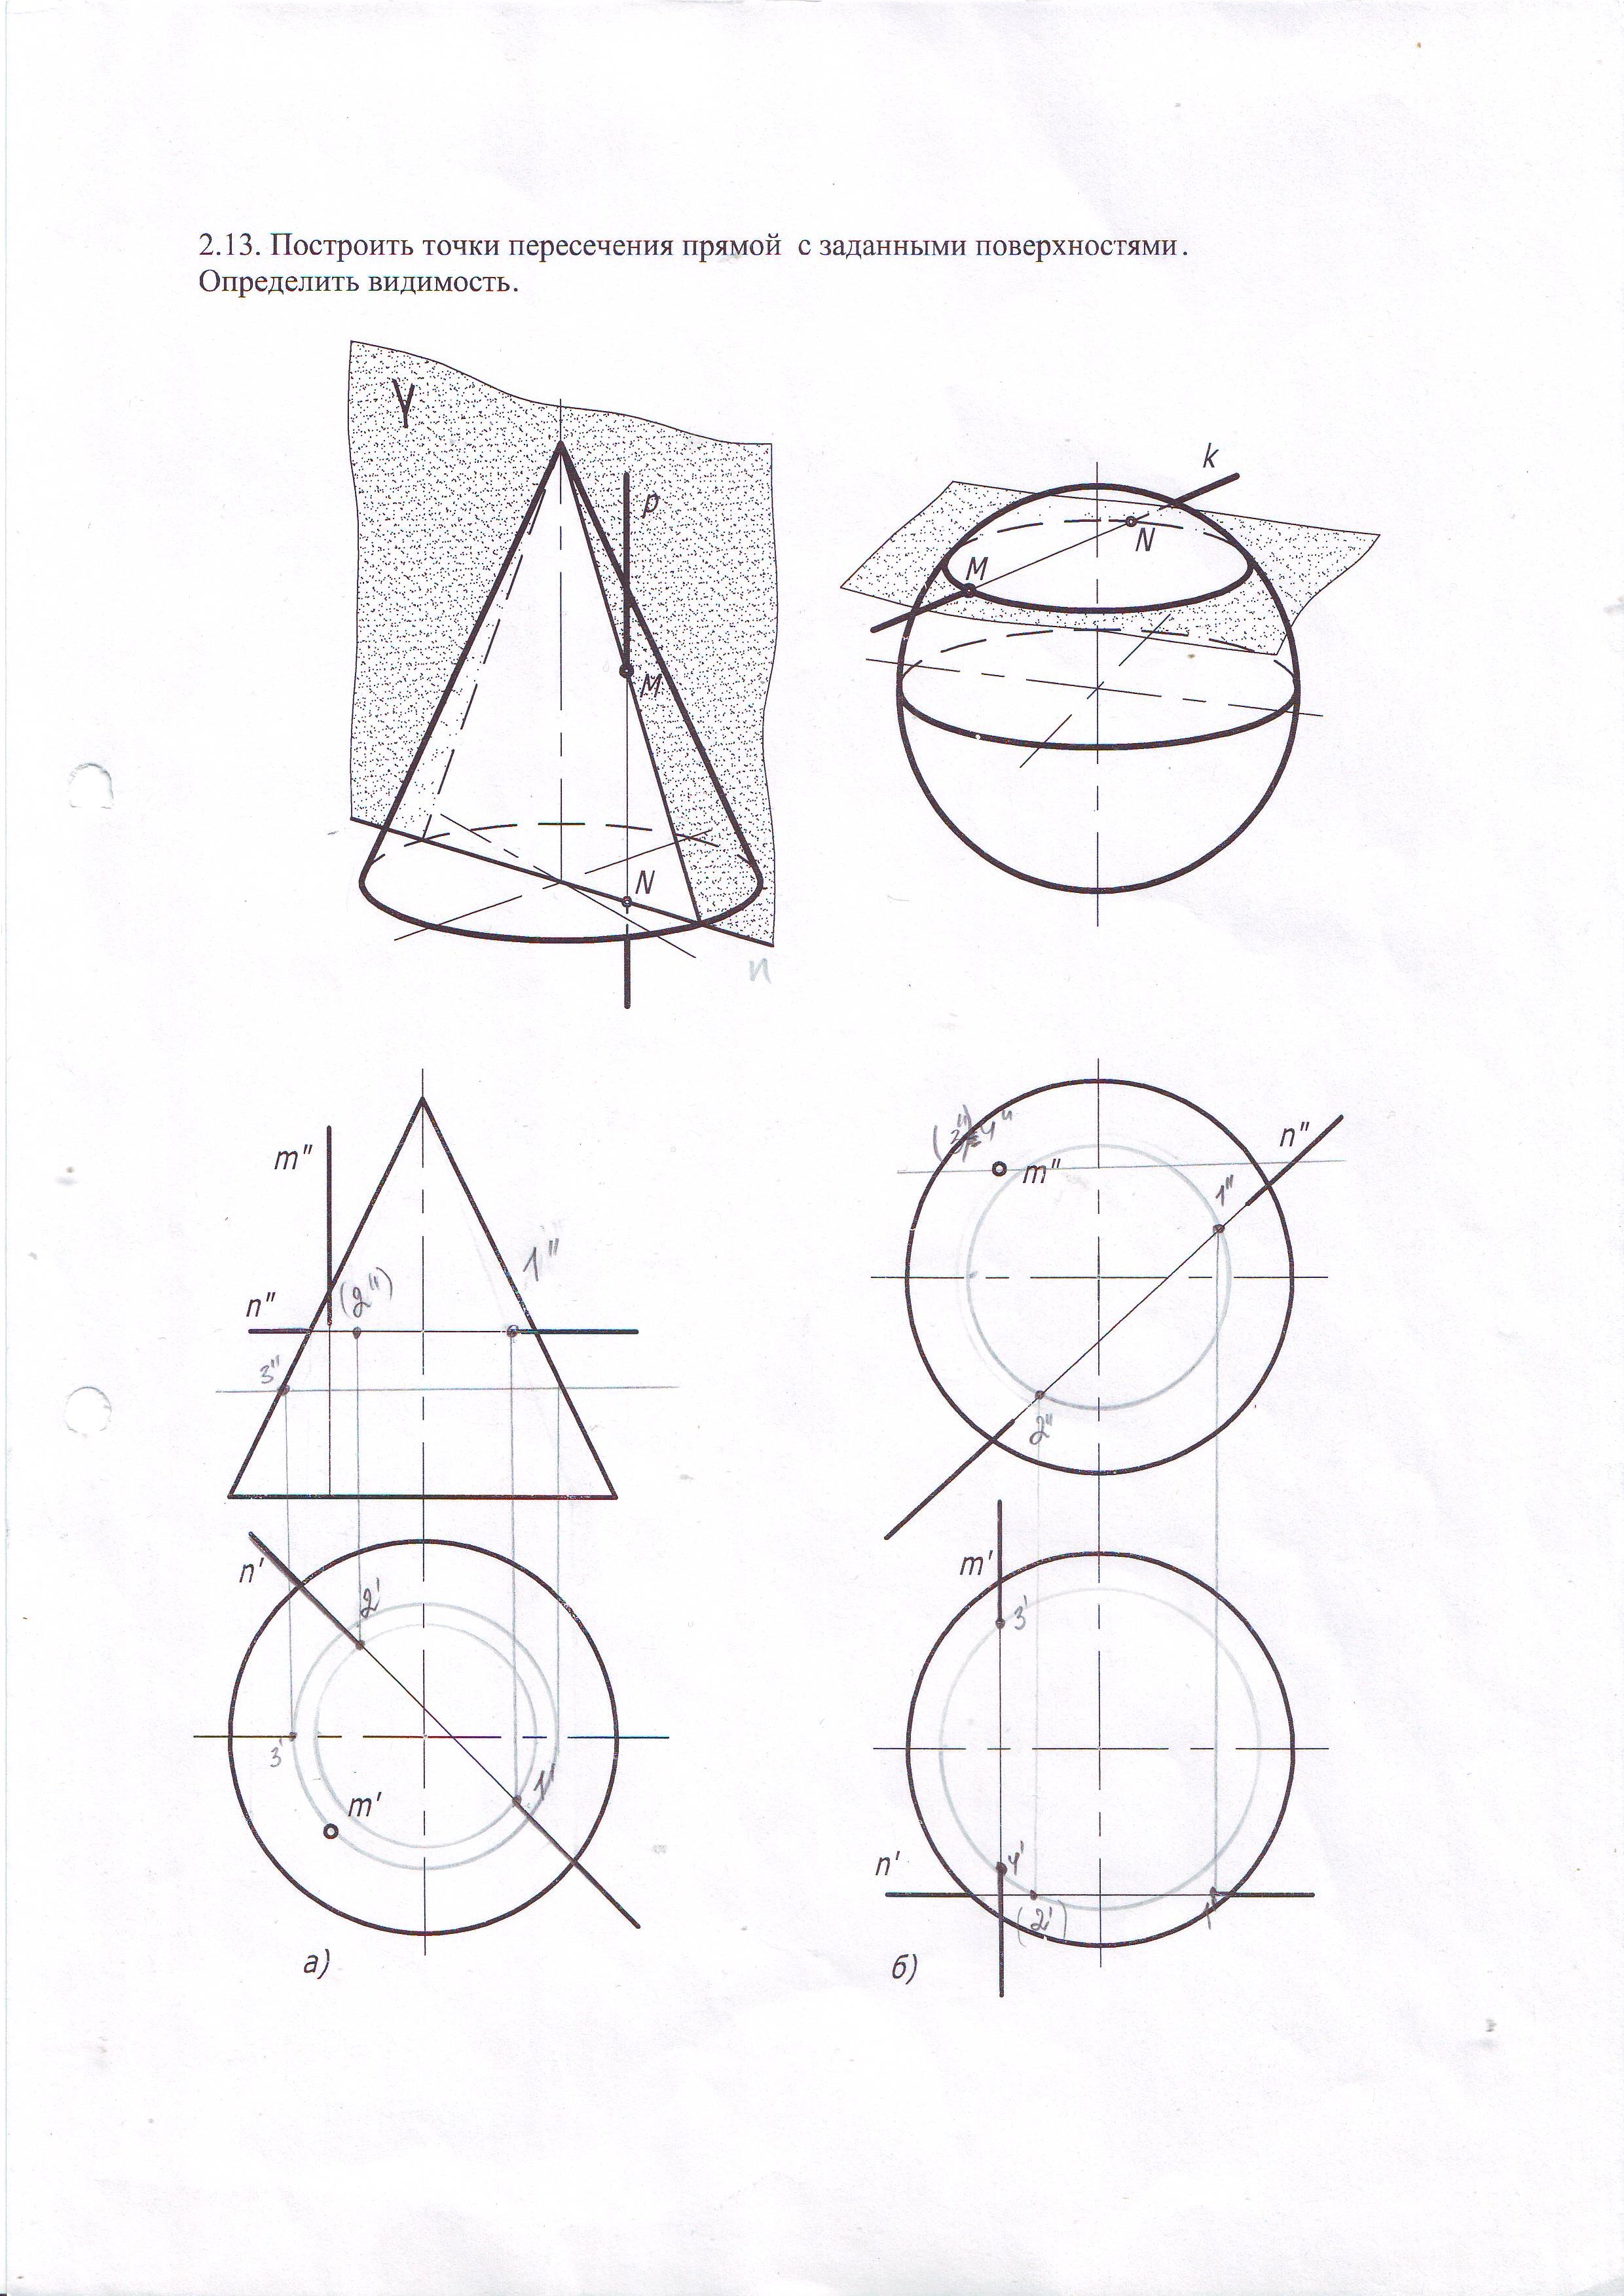 2.13. Построить точки пересечения прямой с заданными поверхностями.
Определить видимость.
γ
p
M
N
n
k
N
M
m"
n"
(2")
1"
3"
n'
2'
3'
m'
1'
а)
(3")≡4"
m"
n"
1"
2"
m'
3'
n'
4'
(2')
1'
б)